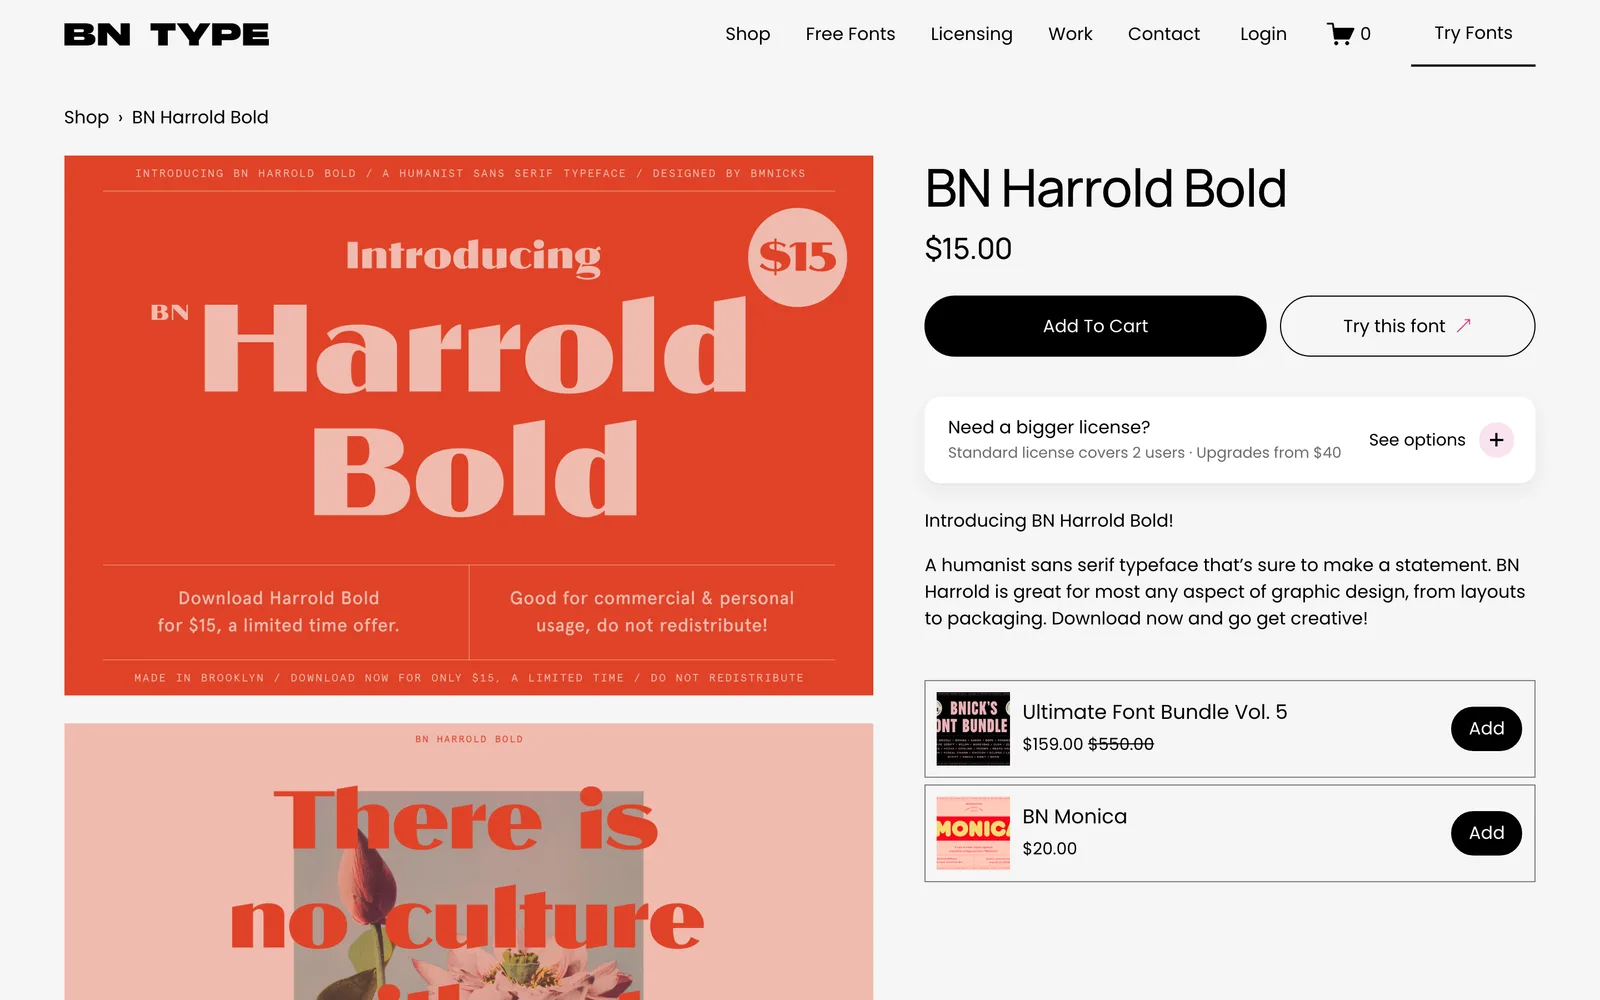 BN TYPE
Shop
Free Fonts
Licensing
Work
Contact
Login
0
Try Fonts
Shop › BN Harrold Bold
INTRODUCING BN HARROLD BOLD / A HUMANIST SANS SERIF TYPEFACE / DESIGNED BY BMNICKS
Introducing
$15
BN Harrold
Bold
Download Harrold Bold
for $15, a limited time offer.
Good for commercial & personal
usage, do not redistribute!
MADE IN BROOKLYN / DOWNLOAD NOW FOR ONLY $15, A LIMITED TIME / DO NOT REDISTRIBUTE
BN HARROLD BOLD
There is
no culture
BN Harrold Bold
$15.00
Add To Cart
Try this font
Need a bigger license?
Standard license covers 2 users · Upgrades from $40
See options
Introducing BN Harrold Bold!
A humanist sans serif typeface that’s sure to make a statement. BN
Harrold is great for most any aspect of graphic design, from layouts
to packaging. Download now and go get creative!
BNICK'S
ONT BUNDLE
Ultimate Font Bundle Vol. 5
$159.00 $550.00
Add
MONICA
BN Monica
$20.00
Add